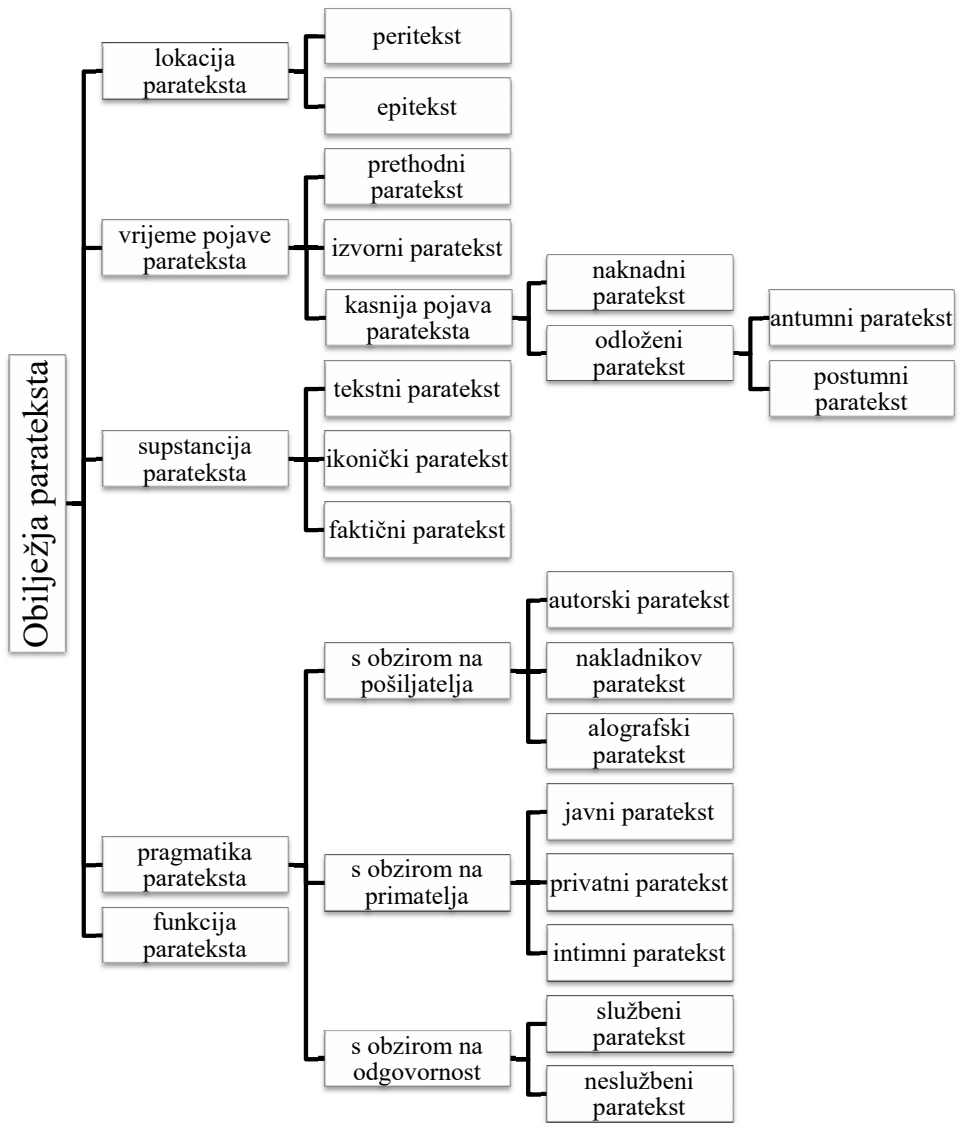 Obilježja parateksta
lokacija
parateksta
peritekst
epitekst
vrijeme pojave
parateksta
prethodni
paratekst
izvorni paratekst
kasnija pojava
parateksta
naknadni
paratekst
odloženi
paratekst
antumni paratekst
postumni
paratekst
supstancija
parateksta
tekstni paratekst
ikonički paratekst
faktični paratekst
pragmatika
parateksta
s obzirom na
pošiljatelja
autorski paratekst
nakladnikov
paratekst
alografski
paratekst
s obzirom na
primatelja
javni paratekst
privatni paratekst
intimni paratekst
s obzirom na
odgovornost
službeni
paratekst
neslužbeni
paratekst
funkcija
parateksta